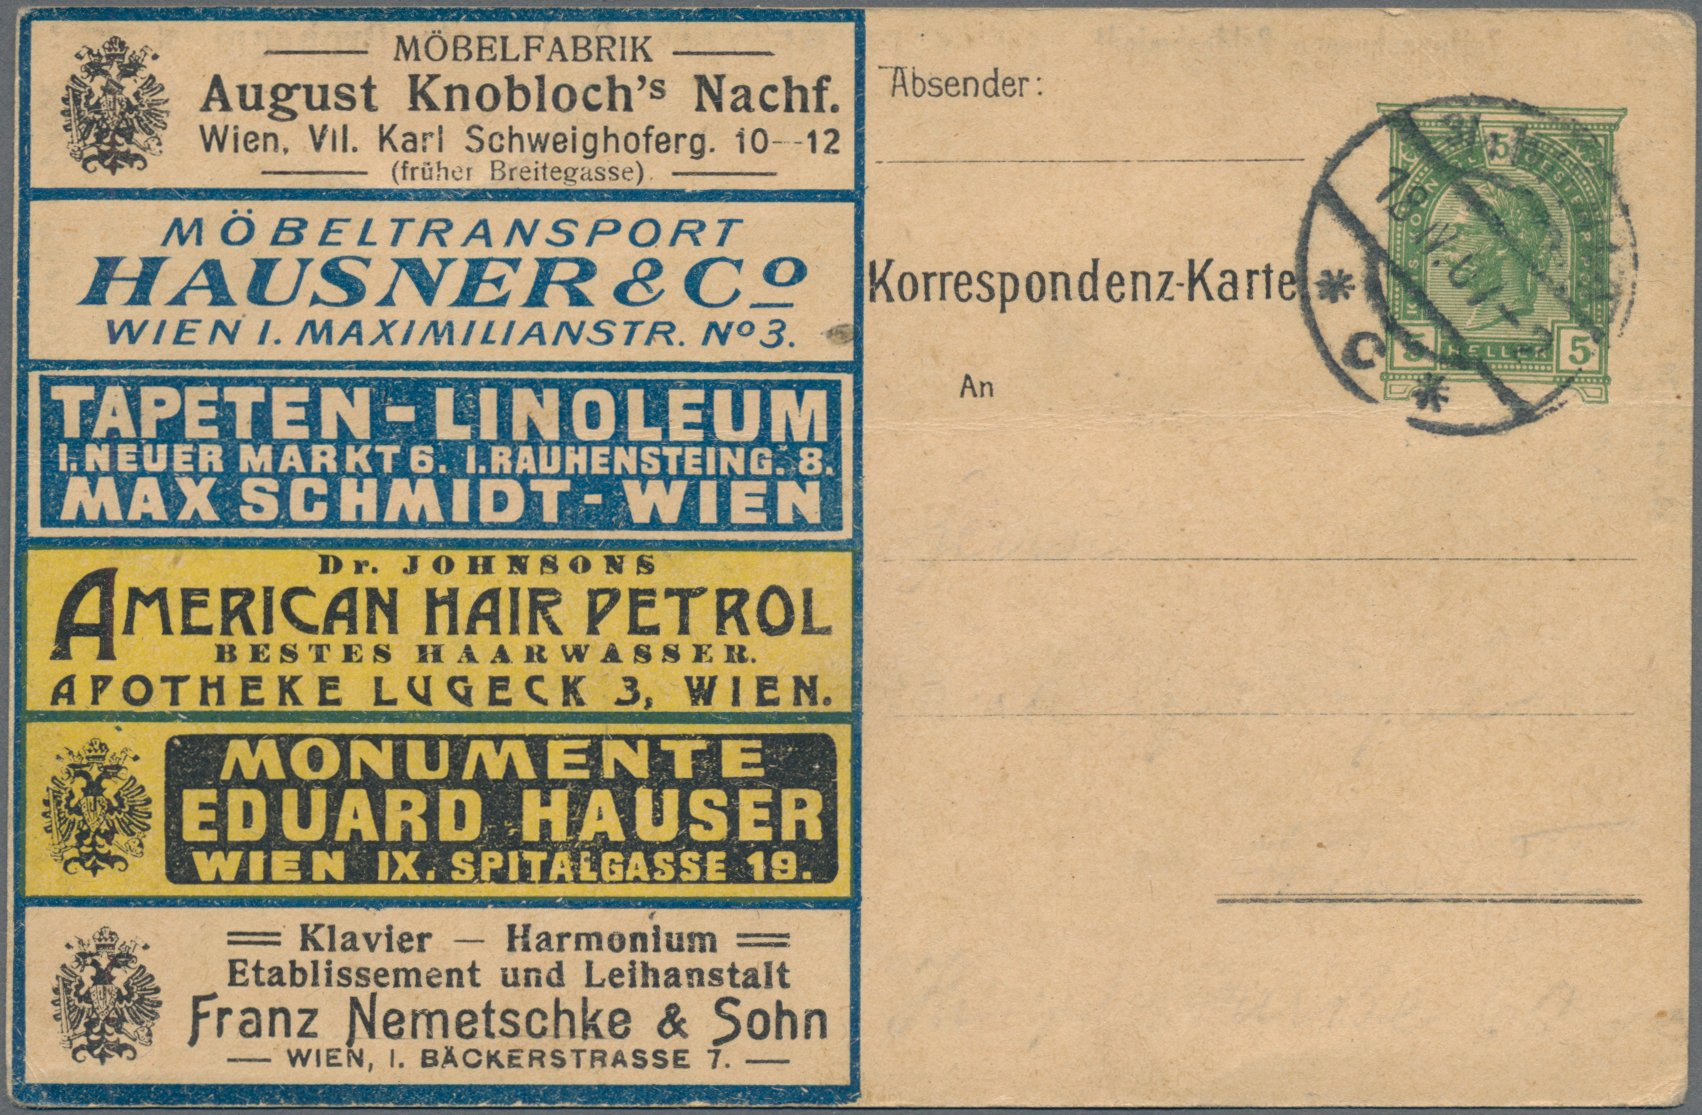 MÖBELFABRIK
August Knobloch's Nachf.
Wien, VII. Karl Schweighoferg. 10—12
(früher Breitegasse)
MÖBELTRANSPORT
HAUSNER & Co
WIEN I. MAXIMILIANSTR. No 3.
TAPETEN-LINOLEUM
I. NEUER MARKT 6. I. RAUHENSTEING. 8.
MAX SCHMIDT-WIEN
Dr. JOHNSONS
AMERICAN HAIR PETROL
BESTES HAARWASSER.
APOTHEKE LUGECK 3, WIEN.
MONUMENTE
EDUARD HAUSER
WIEN IX. SPITALGASSE 19.
Klavier — Harmonium
Etablissement und Leihanstalt
Franz Nemetschke & Sohn
WIEN, I. BÄCKERSTRASSE 7.
Absender:
Korrespondenz-Karte
An
5
5 HELLER 5
* C *